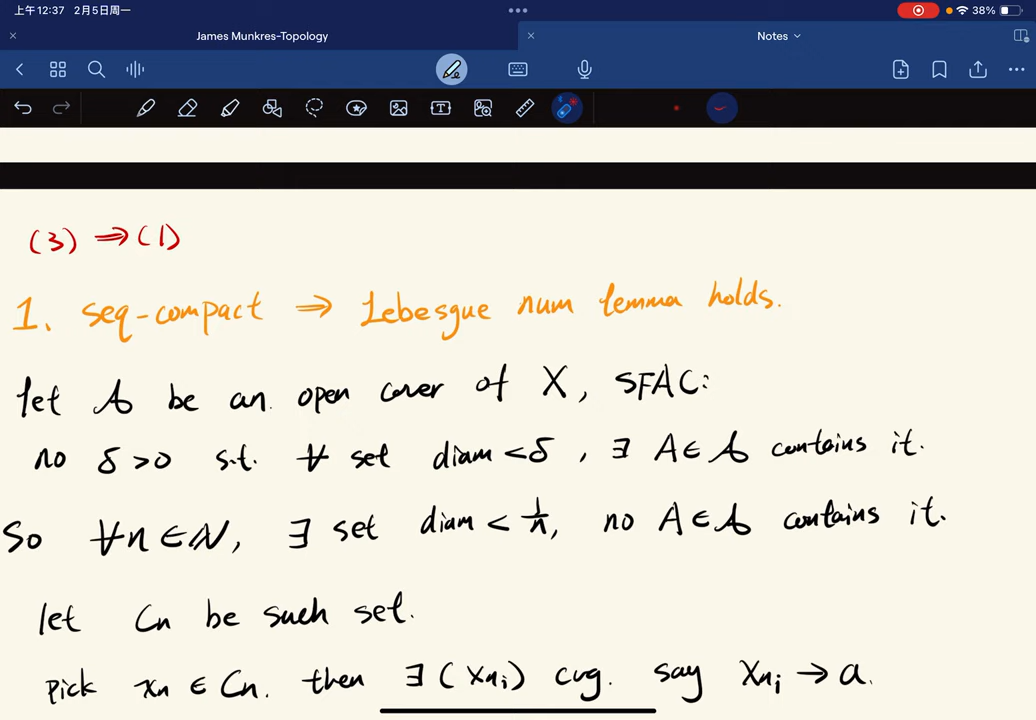 上午12:37 2月5日周一
38%
James Munkres-Topology
Notes
(3) ⇒ (1)
1. seq-compact ⇒ Lebesgue num lemma holds.
let 𝒜 be an open cover of X, SFAC:
no δ>0 s.t. ∀ set diam<δ, ∃ A∈𝒜 contains it.
So ∀n∈ℕ, ∃ set diam < 1/n, no A∈𝒜 contains it.
let Cn be such set.
pick xn ∈ Cn. then ∃ (xni) cvg. say xni → a.